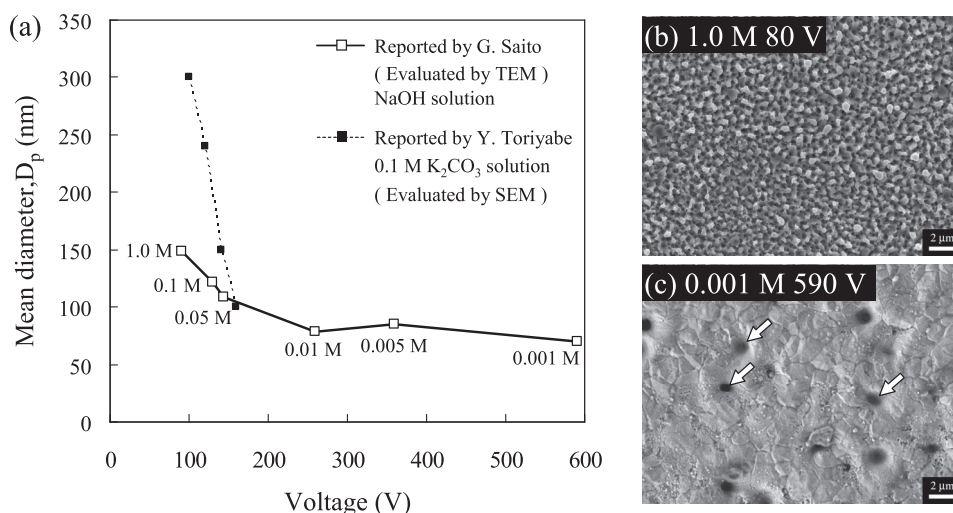 (a)
350
300
250
200
150
100
50
0
Mean diameter,D_p (nm)
0 100 200 300 400 500 600
Voltage (V)
Reported by G. Saito
( Evaluated by TEM )
NaOH solution
Reported by Y. Toriyabe
0.1 M K₂CO₃ solution
( Evaluated by SEM )
1.0 M
0.1 M
0.05 M
0.01 M
0.005 M
0.001 M
(b) 1.0 M 80 V
2 μm
(c) 0.001 M 590 V
2 μm